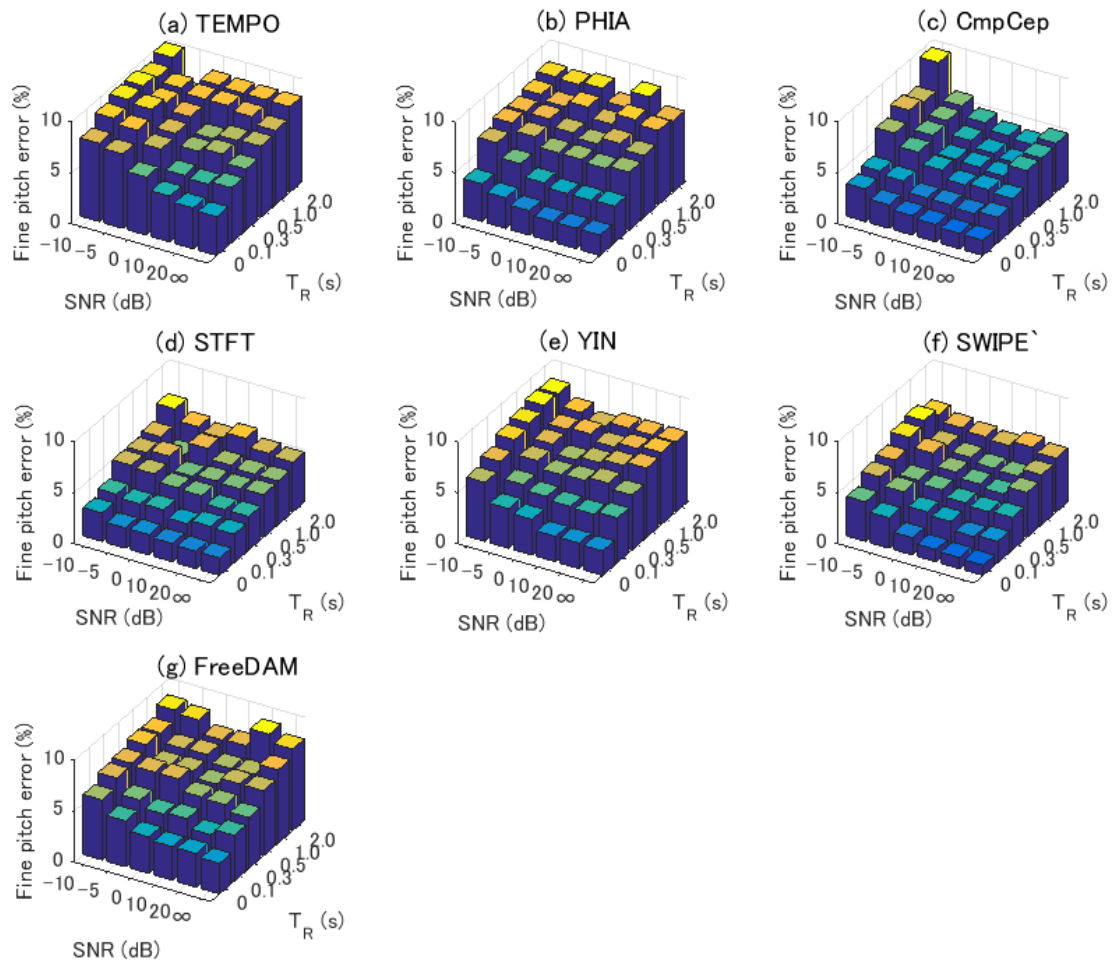 (a) TEMPO
Fine pitch error (%)
10
5
0
-10 -5 0 10 20 ∞
SNR (dB)
0 0.1 0.3 0.5 1.0 2.0
T_R (s)
(b) PHIA
Fine pitch error (%)
10
5
0
-10 -5 0 10 20 ∞
SNR (dB)
0 0.1 0.3 0.5 1.0 2.0
T_R (s)
(c) CmpCep
Fine pitch error (%)
10
5
0
-10 -5 0 10 20 ∞
SNR (dB)
0 0.1 0.3 0.5 1.0 2.0
T_R (s)
(d) STFT
Fine pitch error (%)
10
5
0
-10 -5 0 10 20 ∞
SNR (dB)
0 0.1 0.3 0.5 1.0 2.0
T_R (s)
(e) YIN
Fine pitch error (%)
10
5
0
-10 -5 0 10 20 ∞
SNR (dB)
0 0.1 0.3 0.5 1.0 2.0
T_R (s)
(f) SWIPE`
Fine pitch error (%)
10
5
0
-10 -5 0 10 20 ∞
SNR (dB)
0 0.1 0.3 0.5 1.0 2.0
T_R (s)
(g) FreeDAM
Fine pitch error (%)
10
5
0
-10 -5 0 10 20 ∞
SNR (dB)
0 0.1 0.3 0.5 1.0 2.0
T_R (s)